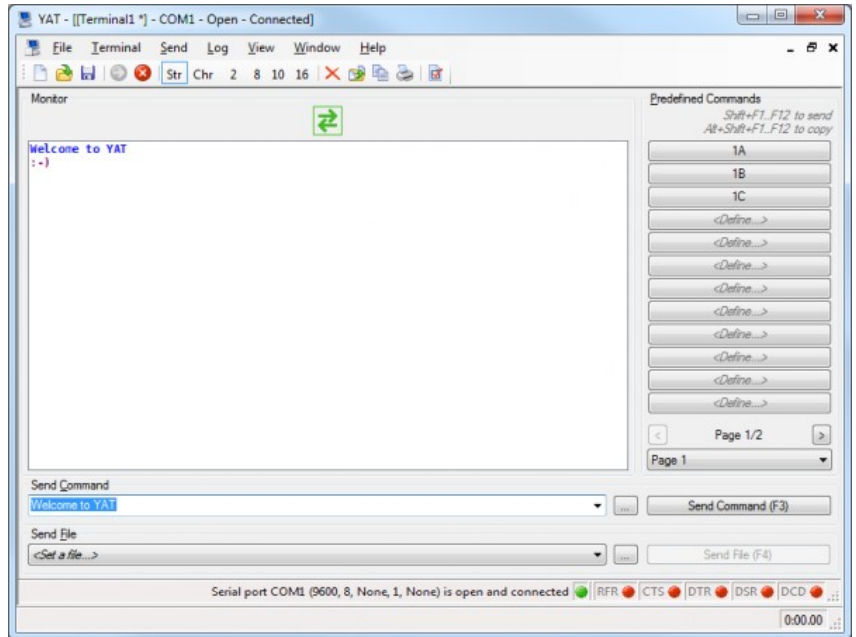 YAT - [[Terminal1 *] - COM1 - Open - Connected]
File Terminal Send Log View Window Help
Str Chr 2 8 10 16
Monitor
Welcome to YAT
:-)
Predefined Commands
Shift+F1..F12 to send
Alt+Shift+F1..F12 to copy
1A
1B
1C
<Define...>
<Define...>
<Define...>
<Define...>
<Define...>
<Define...>
<Define...>
<Define...>
<Define...>
< Page 1/2 >
Page 1
Send Command
Welcome to YAT ... Send Command (F3)
Send File
<Set a file...> ... Send File (F4)
Serial port COM1 (9600, 8, None, 1, None) is open and connected RFR CTS DTR DSR DCD
0:00.00